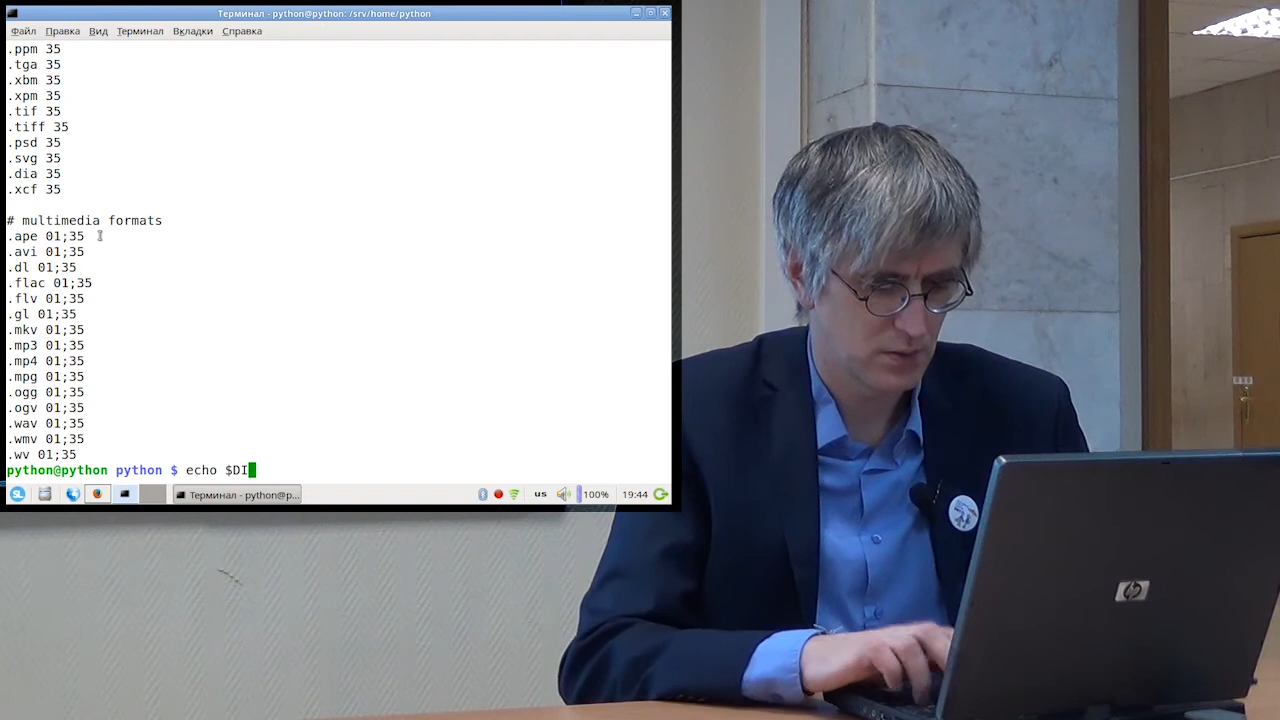 Терминал - python@python: /srv/home/python
Файл Правка Вид Терминал Вкладки Справка
.ppm 35
.tga 35
.xbm 35
.xpm 35
.tif 35
.tiff 35
.psd 35
.svg 35
.dia 35
.xcf 35
# multimedia formats
.ape 01;35
.avi 01;35
.dl 01;35
.flac 01;35
.flv 01;35
.gl 01;35
.mkv 01;35
.mp3 01;35
.mp4 01;35
.mpg 01;35
.ogg 01;35
.ogv 01;35
.wav 01;35
.wmv 01;35
.wv 01;35
python@python python $ echo $DI
Терминал - python@p...
us 100% 19:44
hp